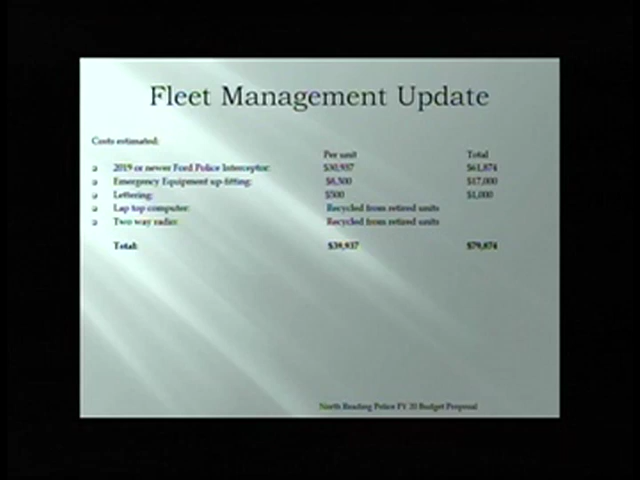 Fleet Management Update
Costs estimated:
Per unit Total
2019 or newer Ford Police Interceptor: $30,937 $61,874
Emergency Equipment up-fitting: $8,500 $17,000
Lettering: $500 $1,000
Lap top computer: Recycled from retired units
Two way radio: Recycled from retired units
Total: $39,937 $79,874
North Reading Police FY 20 Budget Proposal